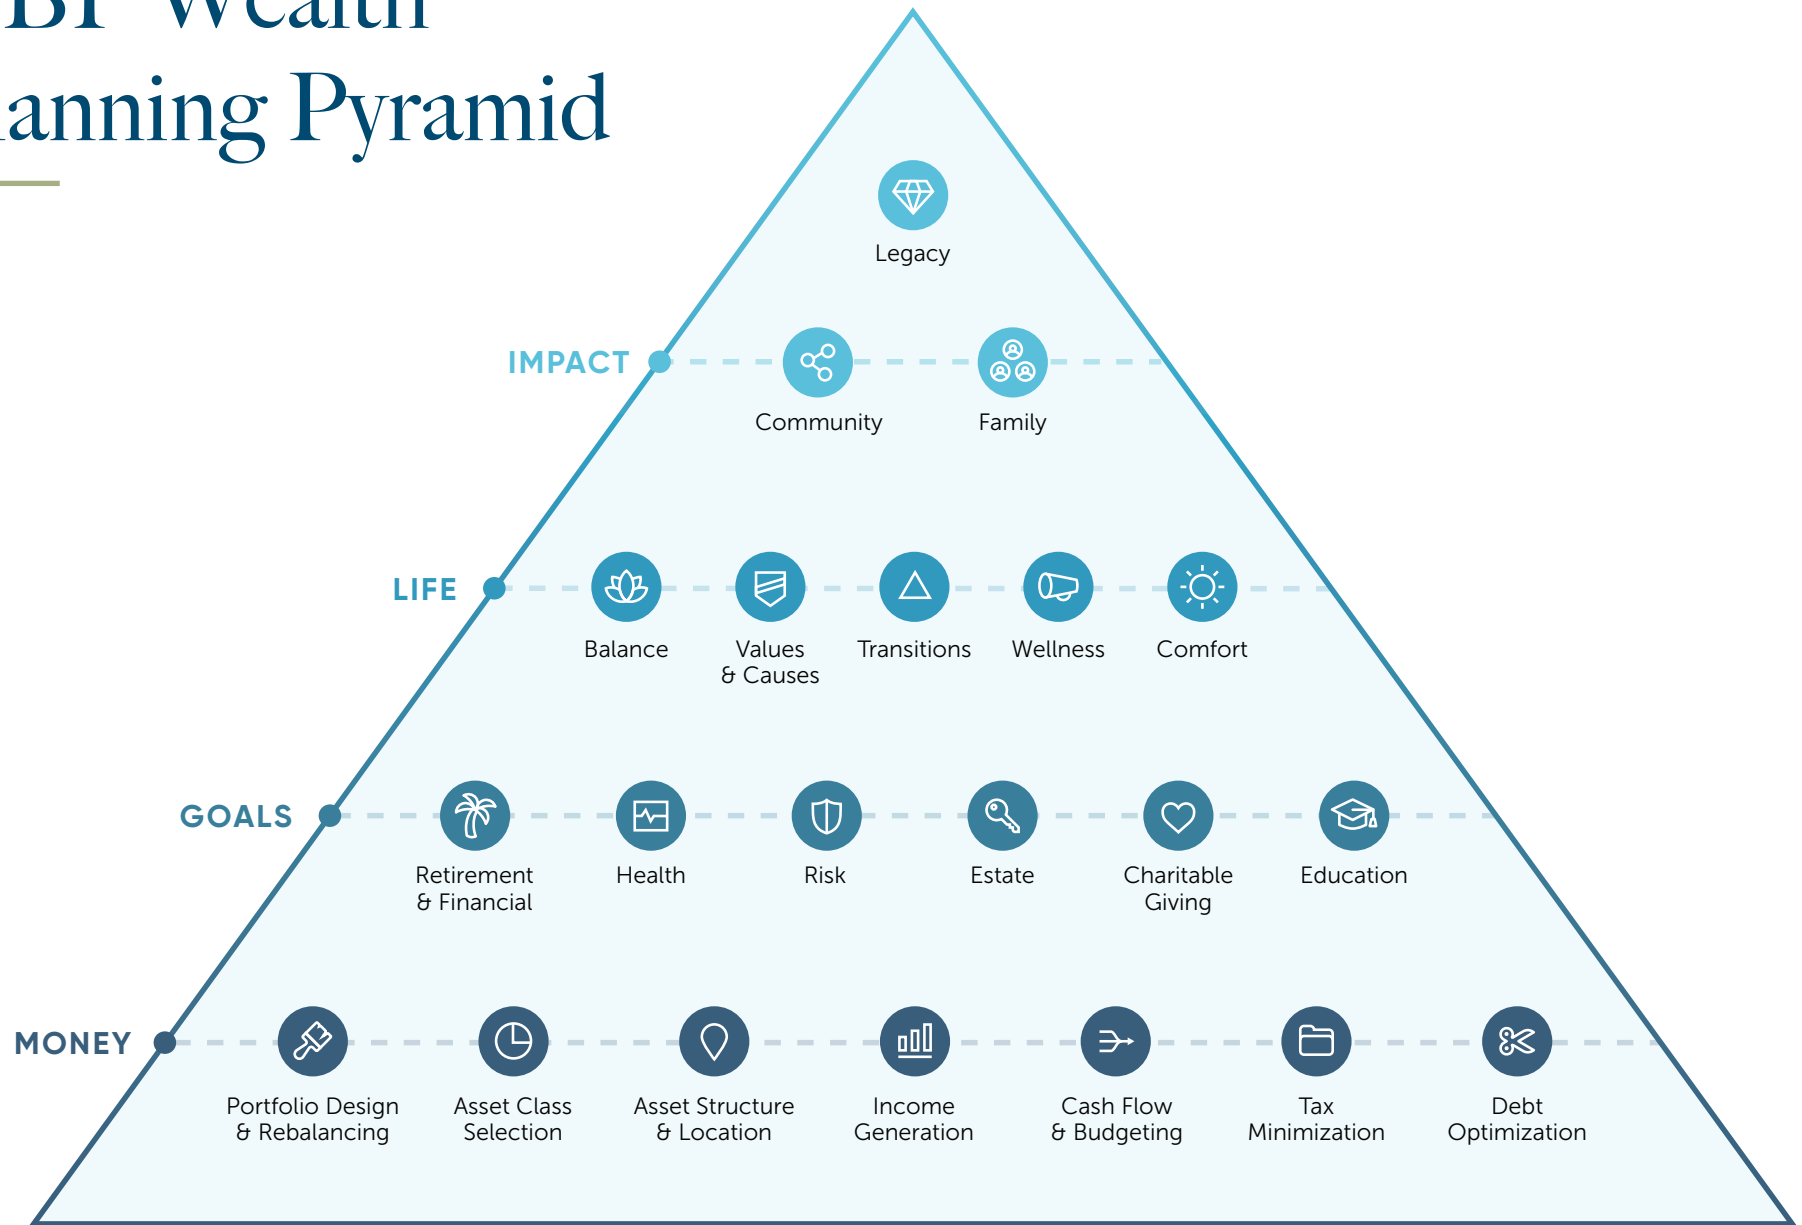 Wealth
Pyramid
Legacy
IMPACT
Community
Family
LIFE
Balance
Values
& Causes
Transitions
Wellness
Comfort
GOALS
Retirement
& Financial
Health
Risk
Estate
Charitable
Giving
Education
MONEY
Portfolio Design
& Rebalancing
Asset Class
Selection
Asset Structure
& Location
Income
Generation
Cash Flow
& Budgeting
Tax
Minimization
Debt
Optimization